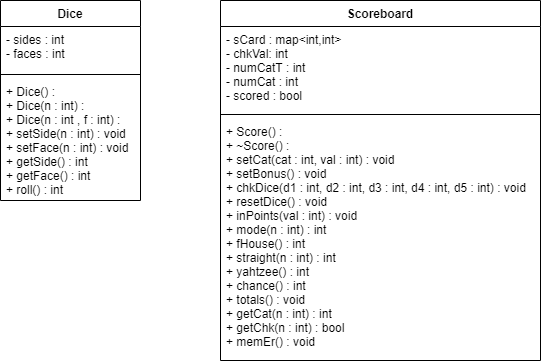 Dice
- sides : int
- faces : int
+ Dice() :
+ Dice(n : int) :
+ Dice(n : int , f : int) :
+ setSide(n : int) : void
+ setFace(n : int) : void
+ getSide() : int
+ getFace() : int
+ roll() : int
Scoreboard
- sCard : map<int,int>
- chkVal: int
- numCatT : int
- numCat : int
- scored : bool
+ Score() :
+ ~Score() :
+ setCat(cat : int, val : int) : void
+ setBonus() : void
+ chkDice(d1 : int, d2 : int, d3 : int, d4 : int, d5 : int) : void
+ resetDice() : void
+ inPoints(val : int) : void
+ mode(n : int) : int
+ fHouse() : int
+ straight(n : int) : int
+ yahtzee() : int
+ chance() : int
+ totals() : void
+ getCat(n : int) : int
+ getChk(n : int) : bool
+ memEr() : void